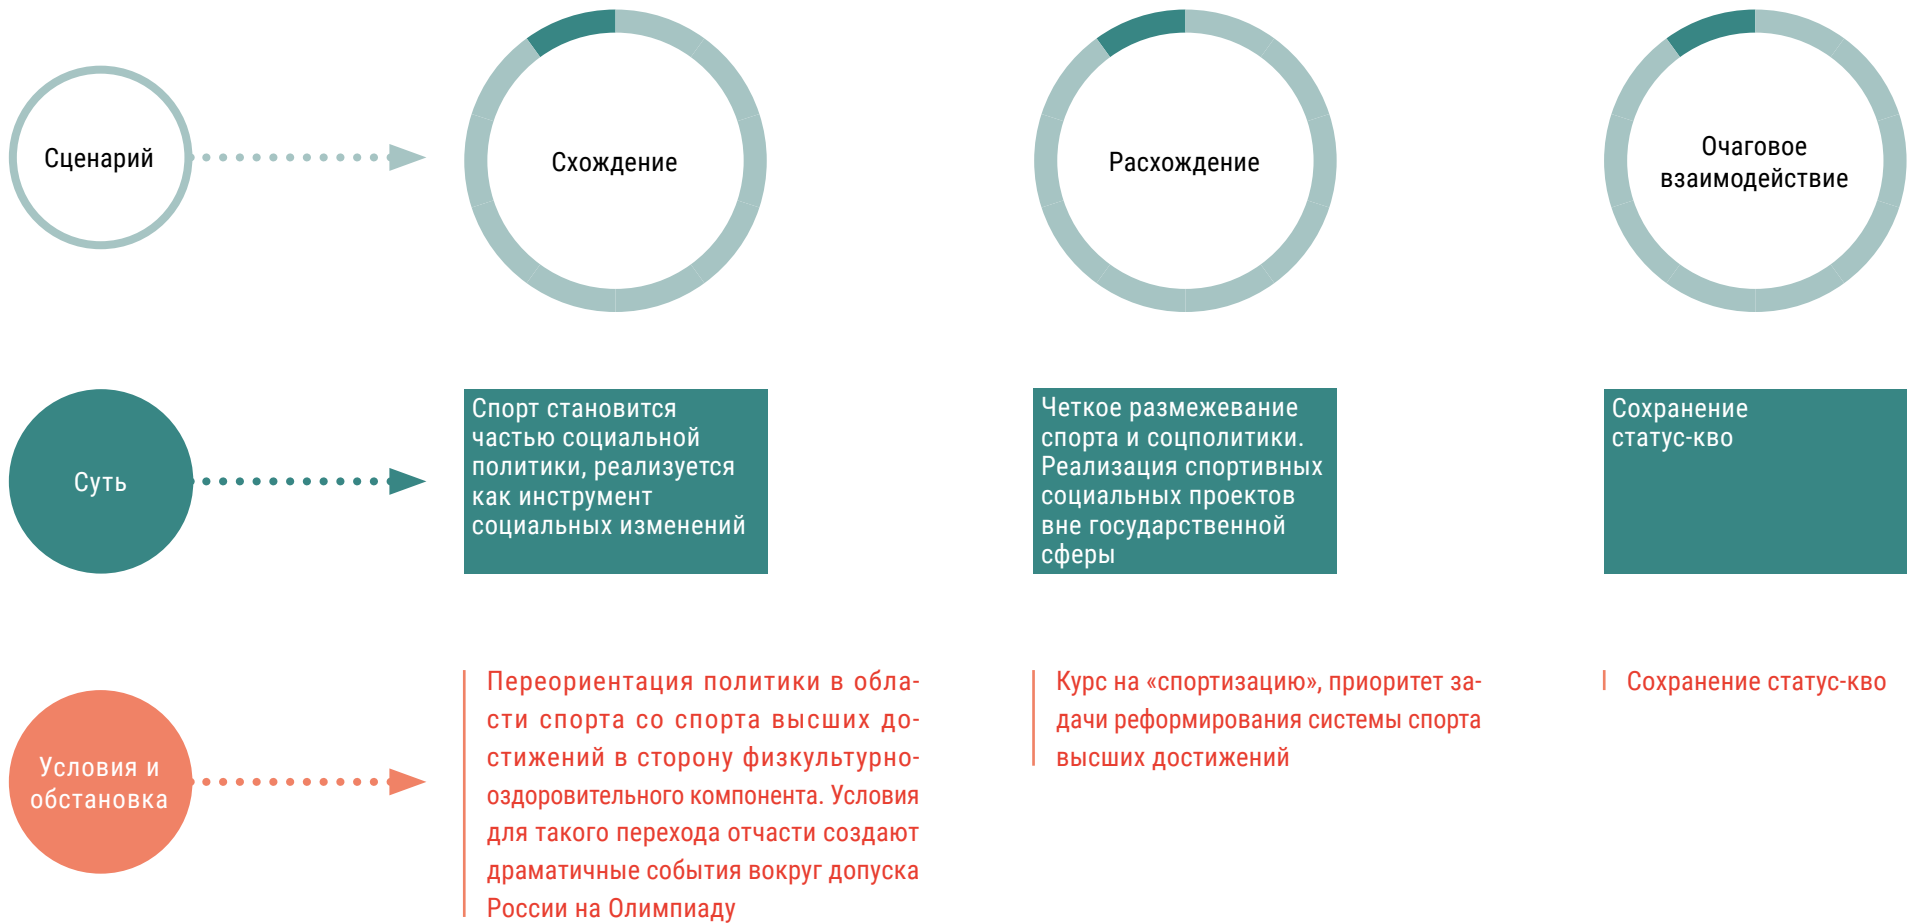 Сценарий
Схождение
Расхождение
Очаговое
взаимодействие
Суть
Спорт становится
частью социальной
политики, реализуется
как инструмент
социальных изменений
Четкое размежевание
спорта и соцполитики.
Реализация спортивных
социальных проектов
вне государственной
сферы
Сохранение
статус-кво
Условия и
обстановка
Переориентация политики в обла-
сти спорта со спорта высших до-
стижений в сторону физкультурно-
оздоровительного компонента. Условия
для такого перехода отчасти создают
драматичные события вокруг допуска
России на Олимпиаду
Курс на «спортизацию», приоритет за-
дачи реформирования системы спорта
высших достижений
Сохранение статус-кво